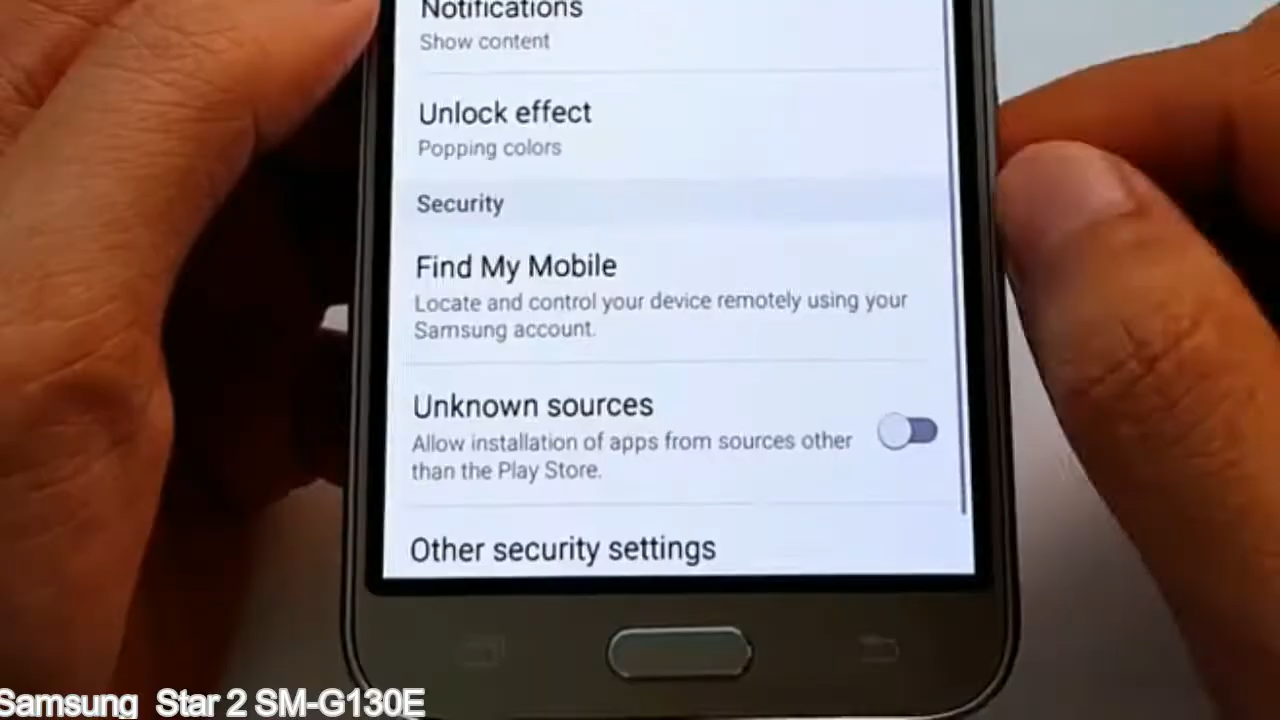 Notifications
Show content
Unlock effect
Popping colors
Security
Find My Mobile
Locate and control your device remotely using your
Samsung account.
Unknown sources
Allow installation of apps from sources other
than the Play Store.
Other security settings
Samsung Star 2 SM-G130E